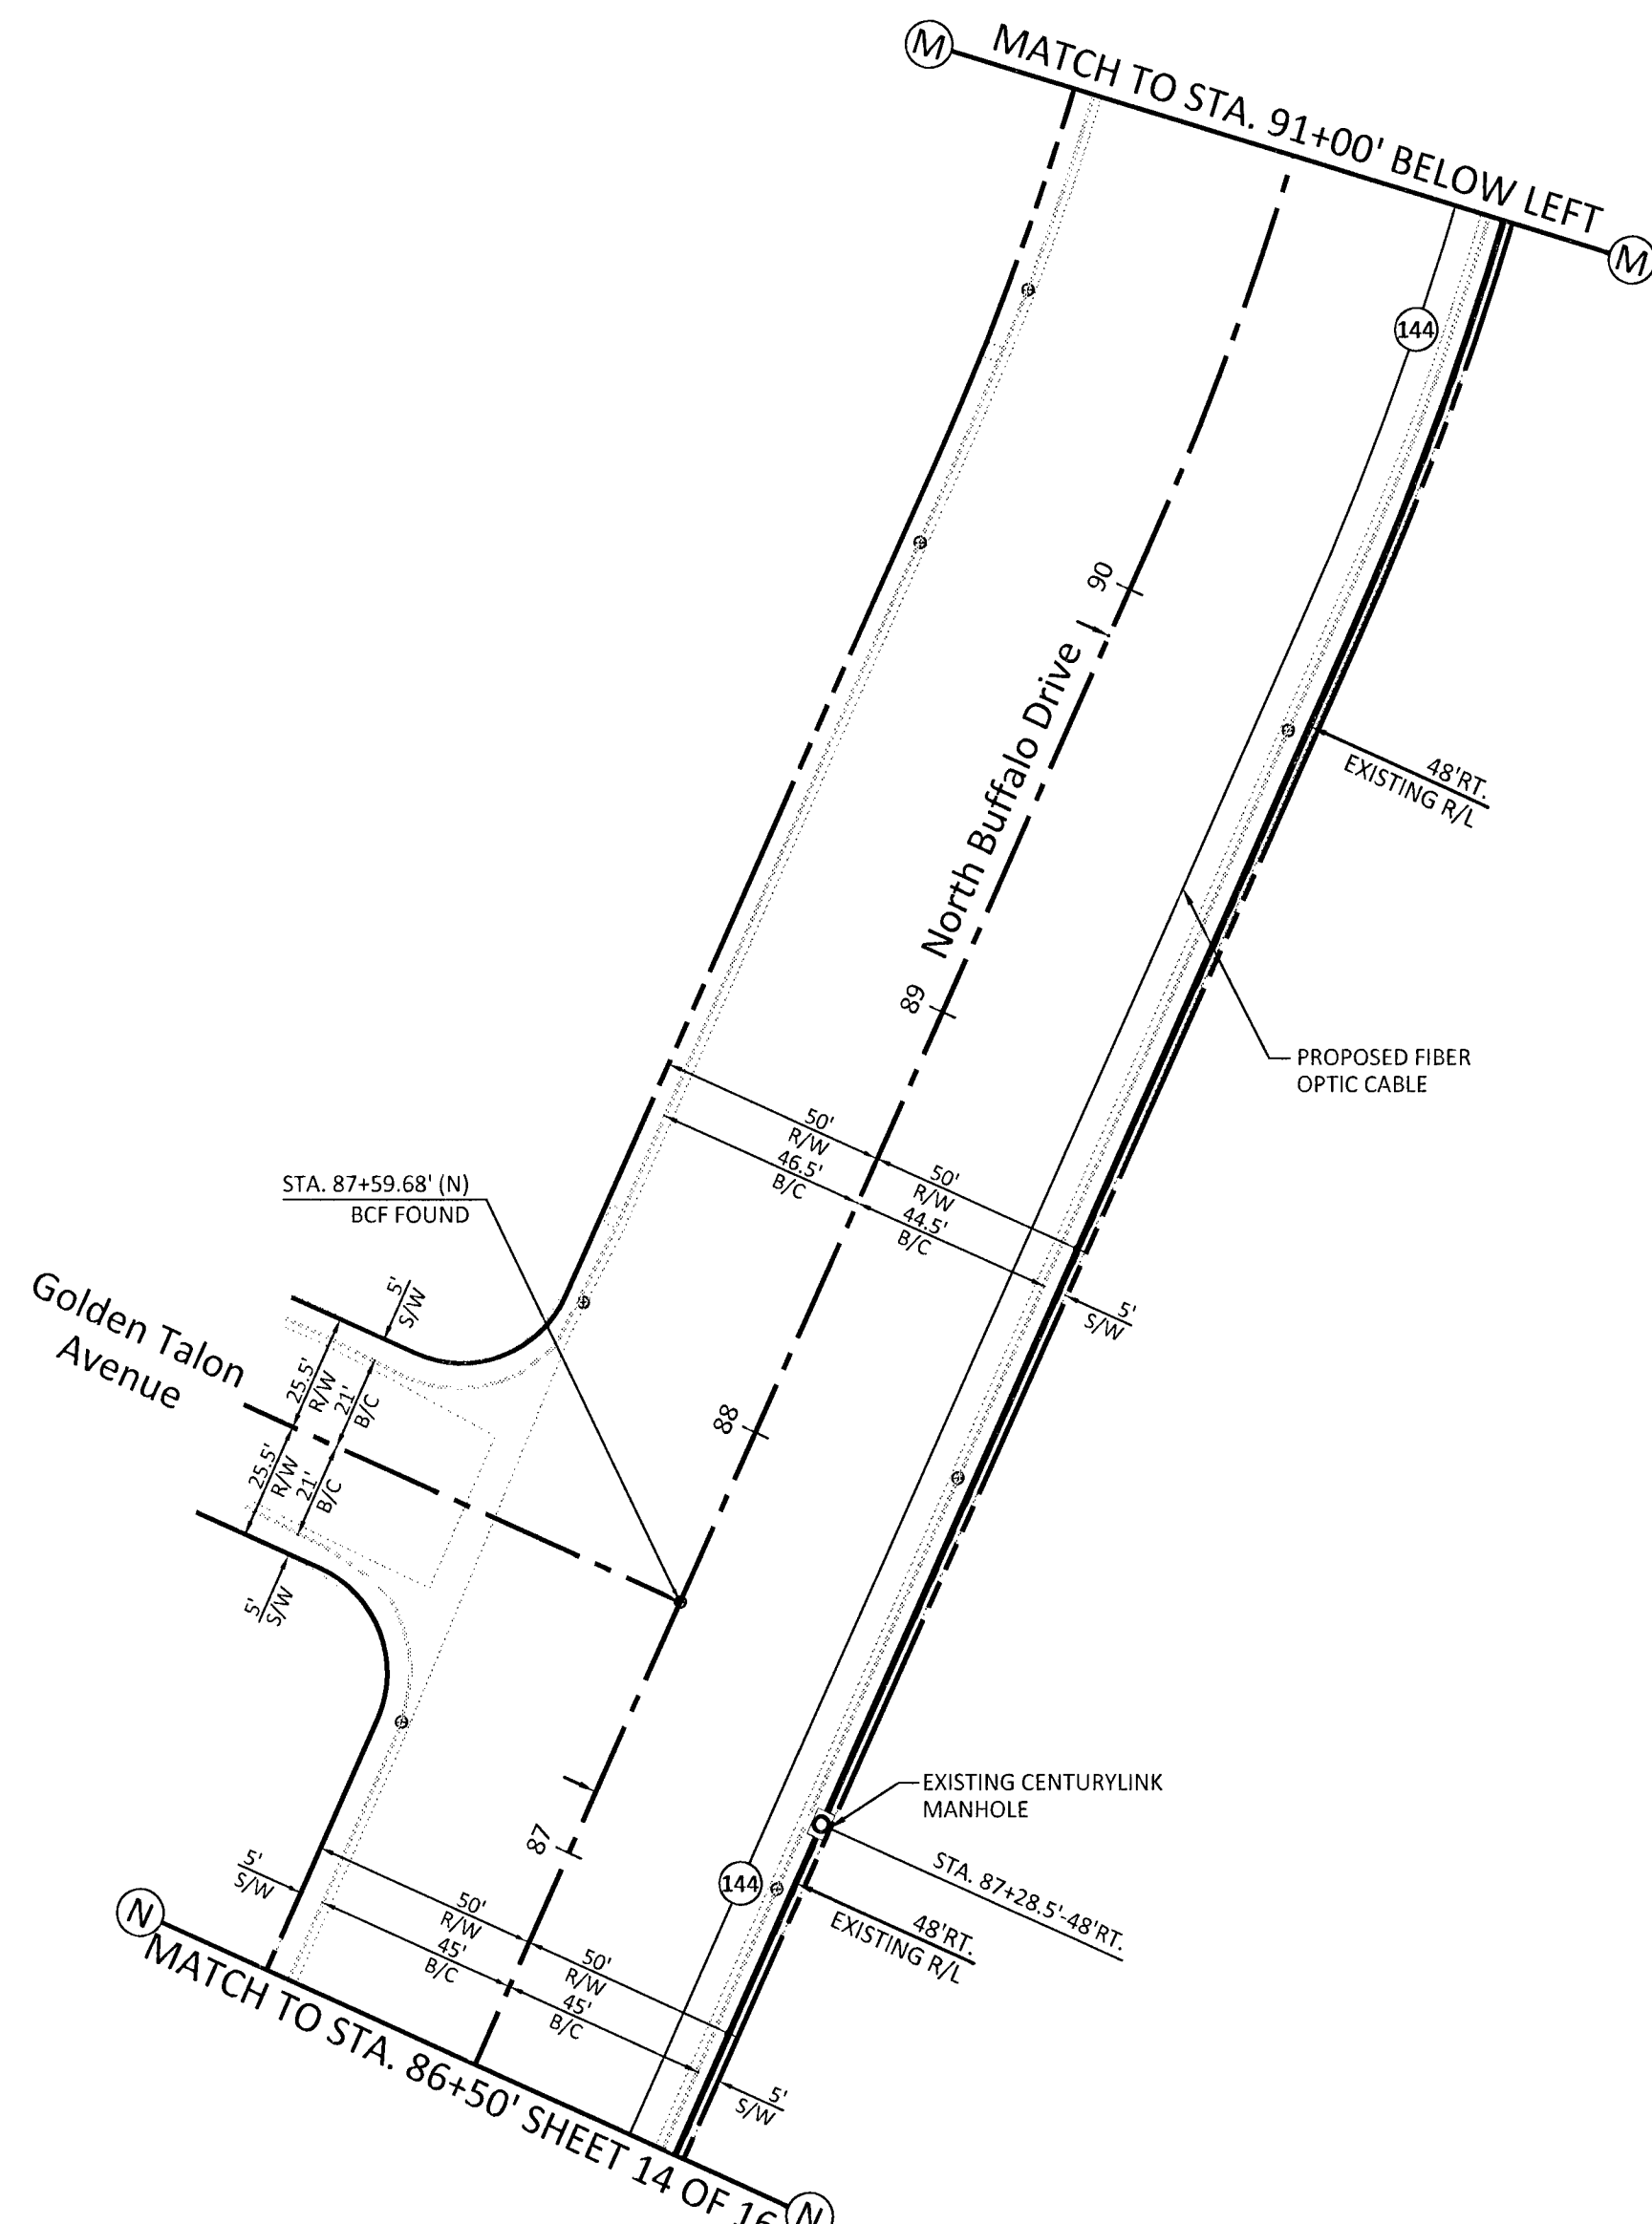 M
MATCH TO STA. 91+00' BELOW LEFT
M
144
90
North Buffalo Drive
48'RT.
EXISTING R/L
89
PROPOSED FIBER
OPTIC CABLE
50'
R/W
46.5'
B/C
50'
R/W
44.5'
B/C
5'
S/W
STA. 87+59.68' (N)
BCF FOUND
5'
S/W
Golden Talon
Avenue
25.5'
R/W
21'
B/C
25.5'
R/W
21'
B/C
88
5'
S/W
EXISTING CENTURYLINK
MANHOLE
87
STA. 87+28.5'-48'RT.
144
5'
S/W
48'RT.
EXISTING R/L
50'
R/W
45'
B/C
50'
R/W
45'
B/C
5'
S/W
N
MATCH TO STA. 86+50' SHEET 14 OF 16
N